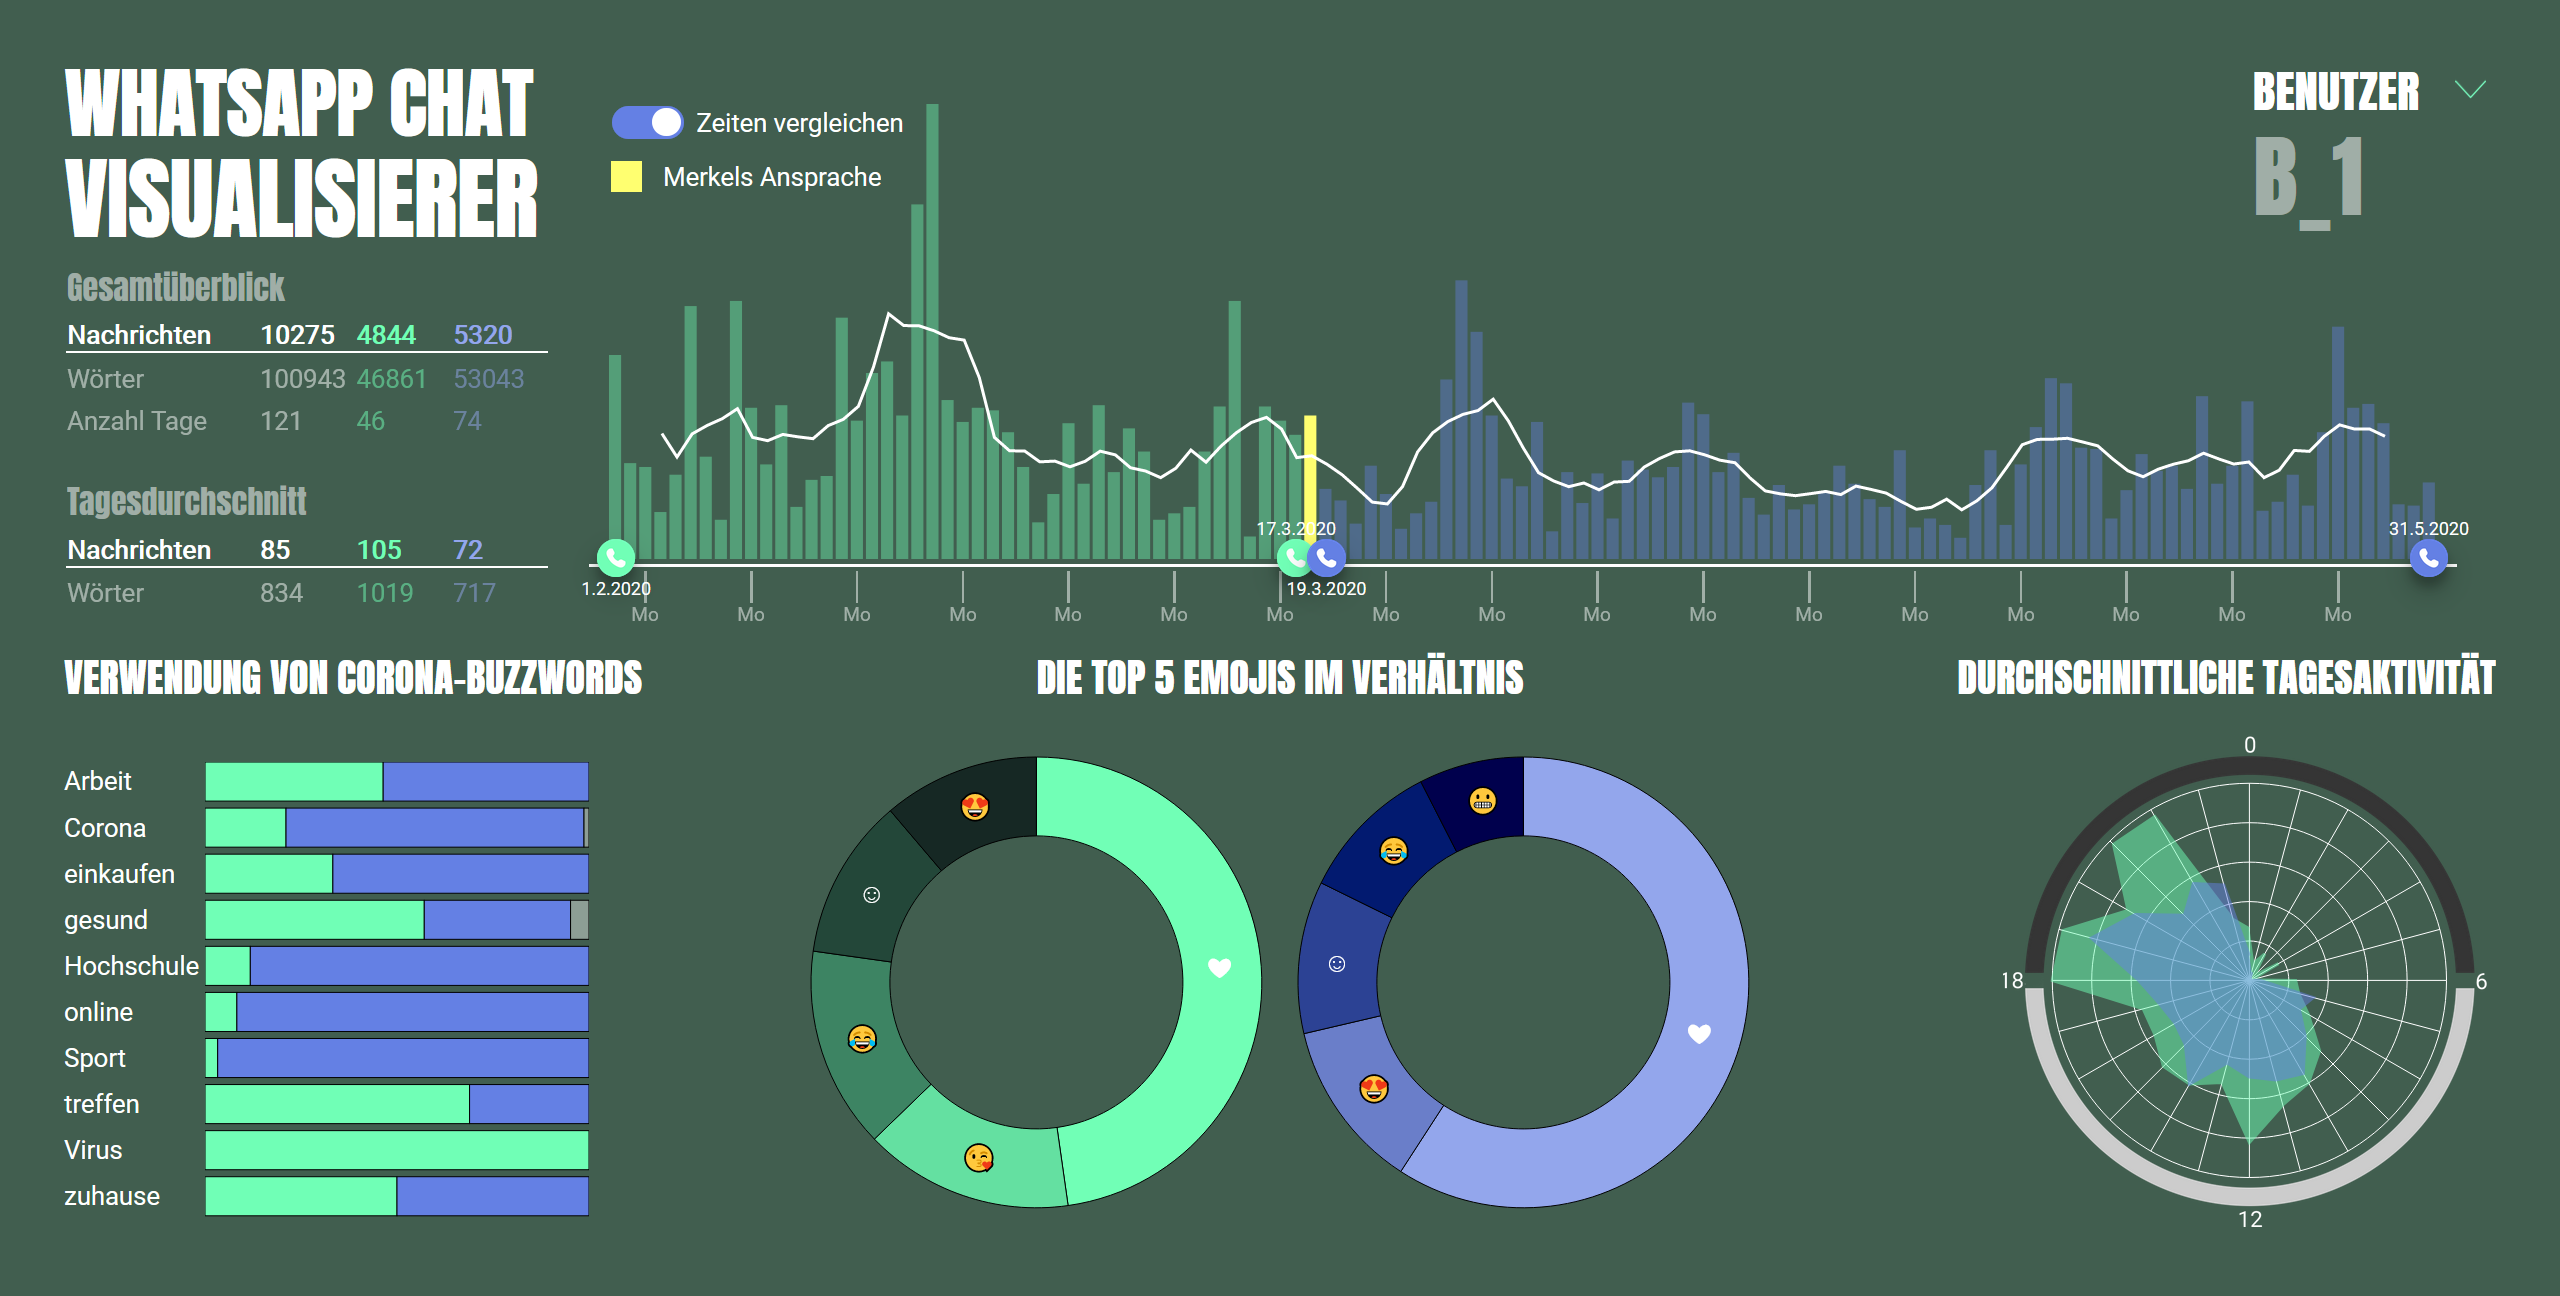 WHATSAPP CHAT
VISUALISIERER
Zeiten vergleichen
Merkels Ansprache
BENUTZER
B_1
Gesamtüberblick
Nachrichten 10275 4844 5320
Wörter 100943 46861 53043
Anzahl Tage 121 46 74
Tagesdurchschnitt
Nachrichten 85 105 72
Wörter 834 1019 717
17.3.2020
31.5.2020
1.2.2020
19.3.2020
Mo Mo Mo Mo Mo Mo Mo Mo Mo Mo Mo Mo Mo Mo Mo Mo Mo
VERWENDUNG VON CORONA-BUZZWORDS
Arbeit
Corona
einkaufen
gesund
Hochschule
online
Sport
treffen
Virus
zuhause
DIE TOP 5 EMOJIS IM VERHÄLTNIS
DURCHSCHNITTLICHE TAGESAKTIVITÄT
0
18
6
12